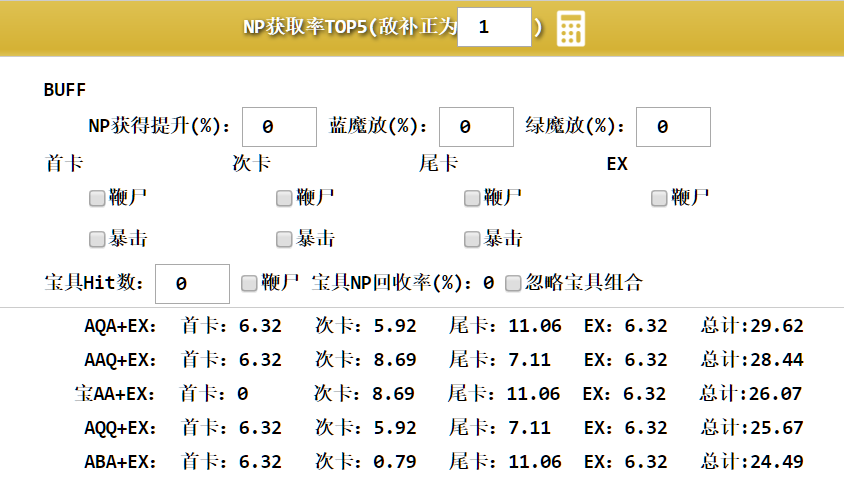 NP获取率TOP5(敌补正为 1 )
BUFF
NP获得提升(%): 0 蓝魔放(%): 0 绿魔放(%): 0
首卡 次卡 尾卡 EX
鞭尸 鞭尸 鞭尸 鞭尸
暴击 暴击 暴击
宝具Hit数: 0 鞭尸 宝具NP回收率(%): 0 忽略宝具组合
AQA+EX: 首卡: 6.32 次卡: 5.92 尾卡: 11.06 EX: 6.32 总计:29.62
AAQ+EX: 首卡: 6.32 次卡: 8.69 尾卡: 7.11 EX: 6.32 总计:28.44
宝AA+EX: 首卡: 0 次卡: 8.69 尾卡: 11.06 EX: 6.32 总计:26.07
AQQ+EX: 首卡: 6.32 次卡: 5.92 尾卡: 7.11 EX: 6.32 总计:25.67
ABA+EX: 首卡: 6.32 次卡: 0.79 尾卡: 11.06 EX: 6.32 总计:24.49